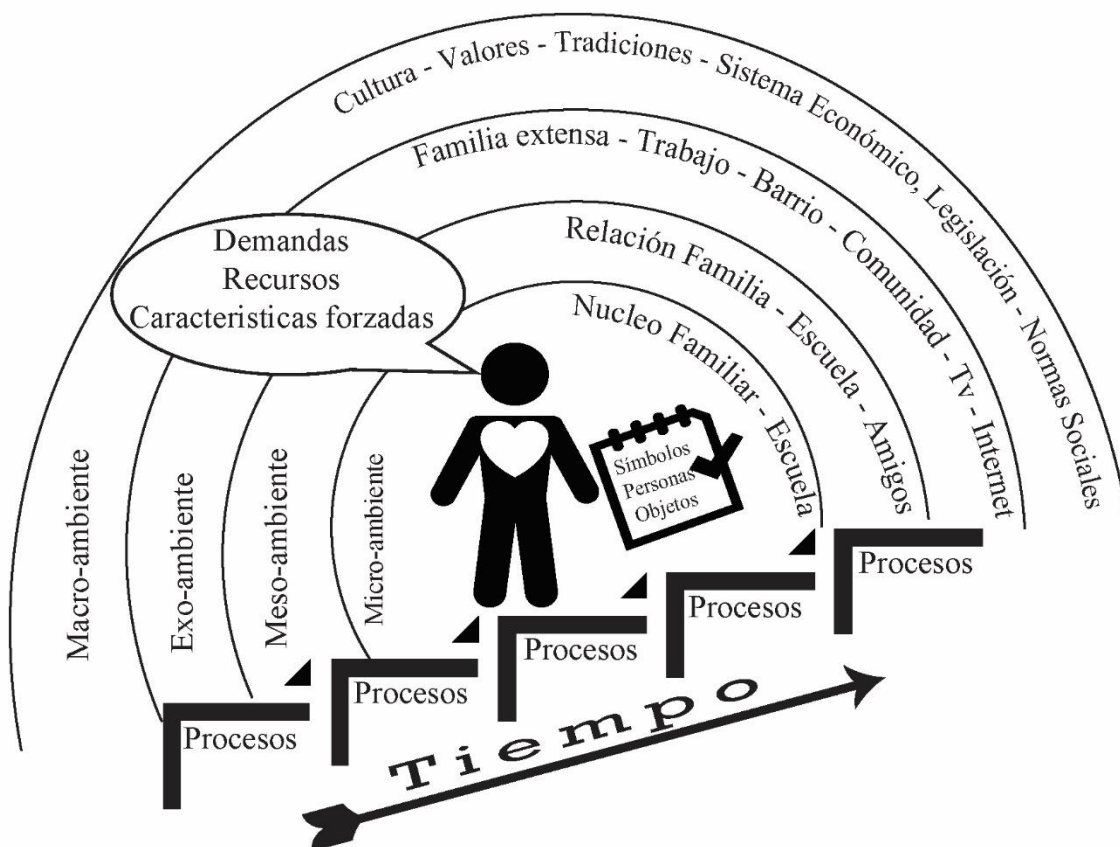 Cultura - Valores - Tradiciones - Sistema Económico, Legislación - Normas Sociales
Familia extensa - Trabajo - Barrio - Comunidad - Tv - Internet
Relación Familia - Escuela - Amigos
Nucleo Familiar - Escuela
Demandas
Recursos
Caracteristicas forzadas
Símbolos
Personas
Objetos
Macro-ambiente
Exo-ambiente
Meso-ambiente
Micro-ambiente
Procesos
Procesos
Procesos
Procesos
Procesos
Tiempo